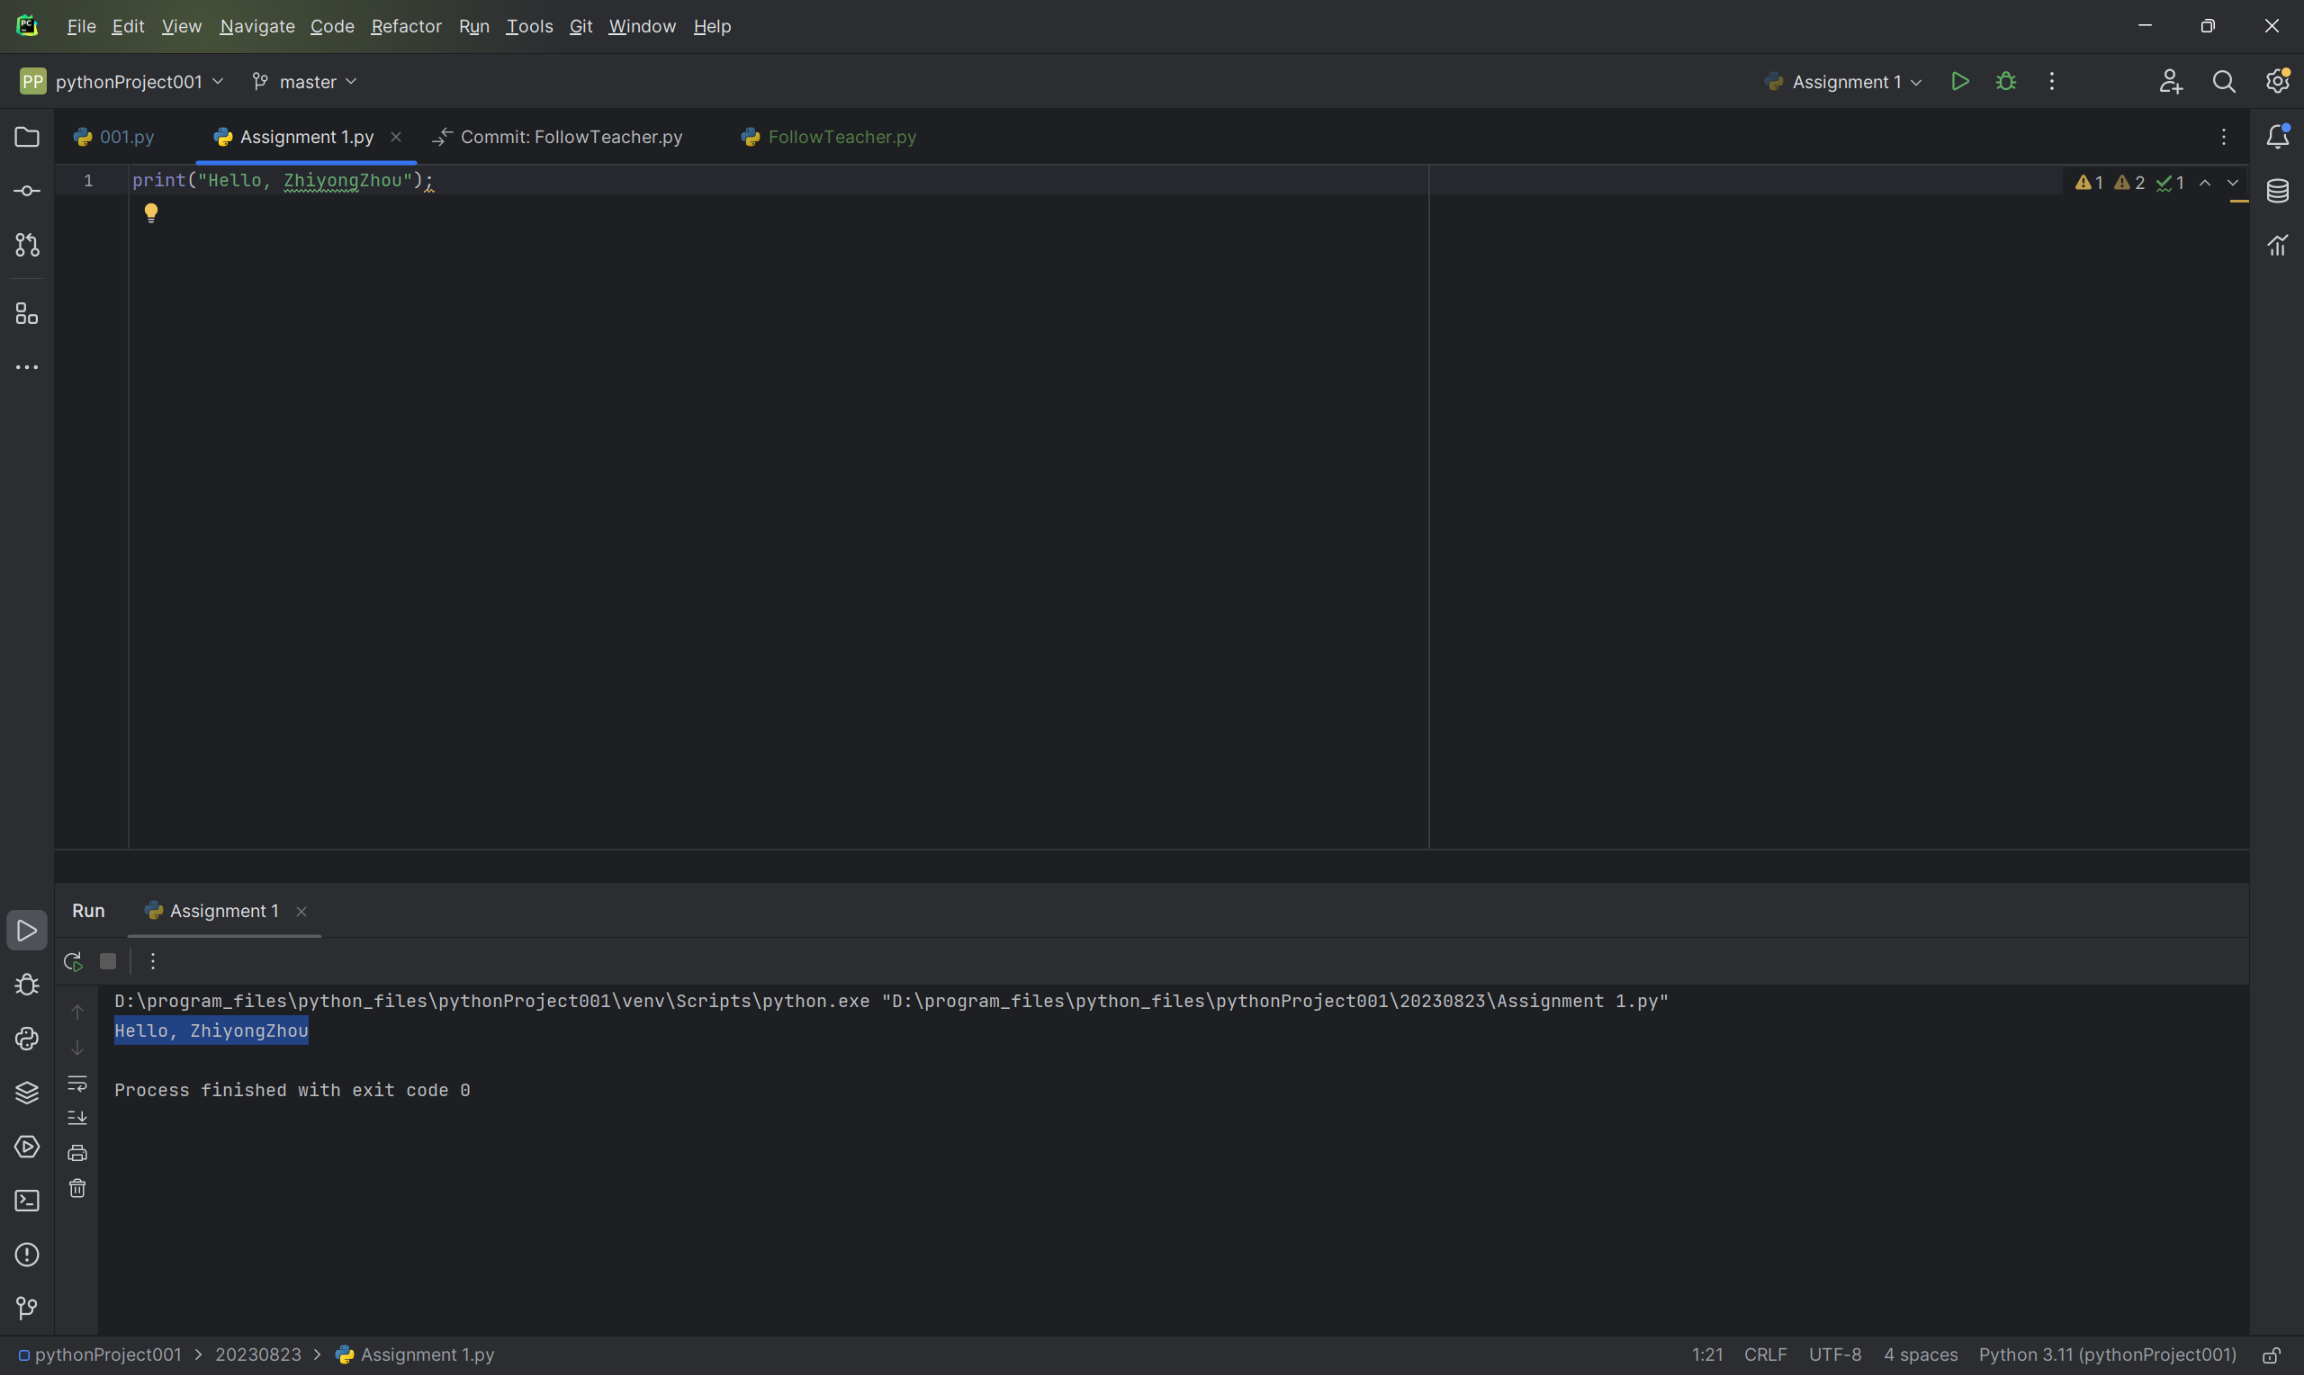 File Edit View Navigate Code Refactor Run Tools Git Window Help
PP pythonProject001 master Assignment 1
001.py Assignment 1.py Commit: FollowTeacher.py FollowTeacher.py
1 print("Hello, ZhiyongZhou"); 1 2 1
Run Assignment 1
D:\program_files\python_files\pythonProject001\venv\Scripts\python.exe "D:\program_files\python_files\pythonProject001\20230823\Assignment 1.py"
Hello, ZhiyongZhou
Process finished with exit code 0
pythonProject001 > 20230823 > Assignment 1.py 1:21 CRLF UTF-8 4 spaces Python 3.11 (pythonProject001)